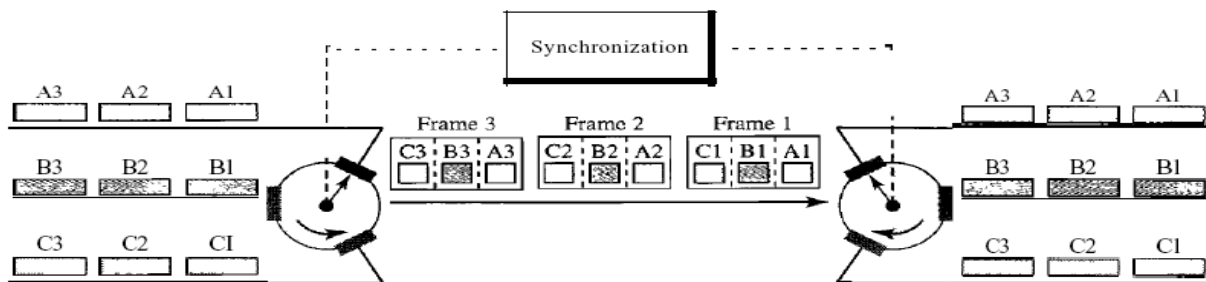 Synchronization
A3 A2 A1
A3 A2 A1
Frame 3 Frame 2 Frame 1
C3 B3 A3 C2 B2 A2 C1 B1 A1
B3 B2 B1
B3 B2 B1
C3 C2 CI
C3 C2 C1